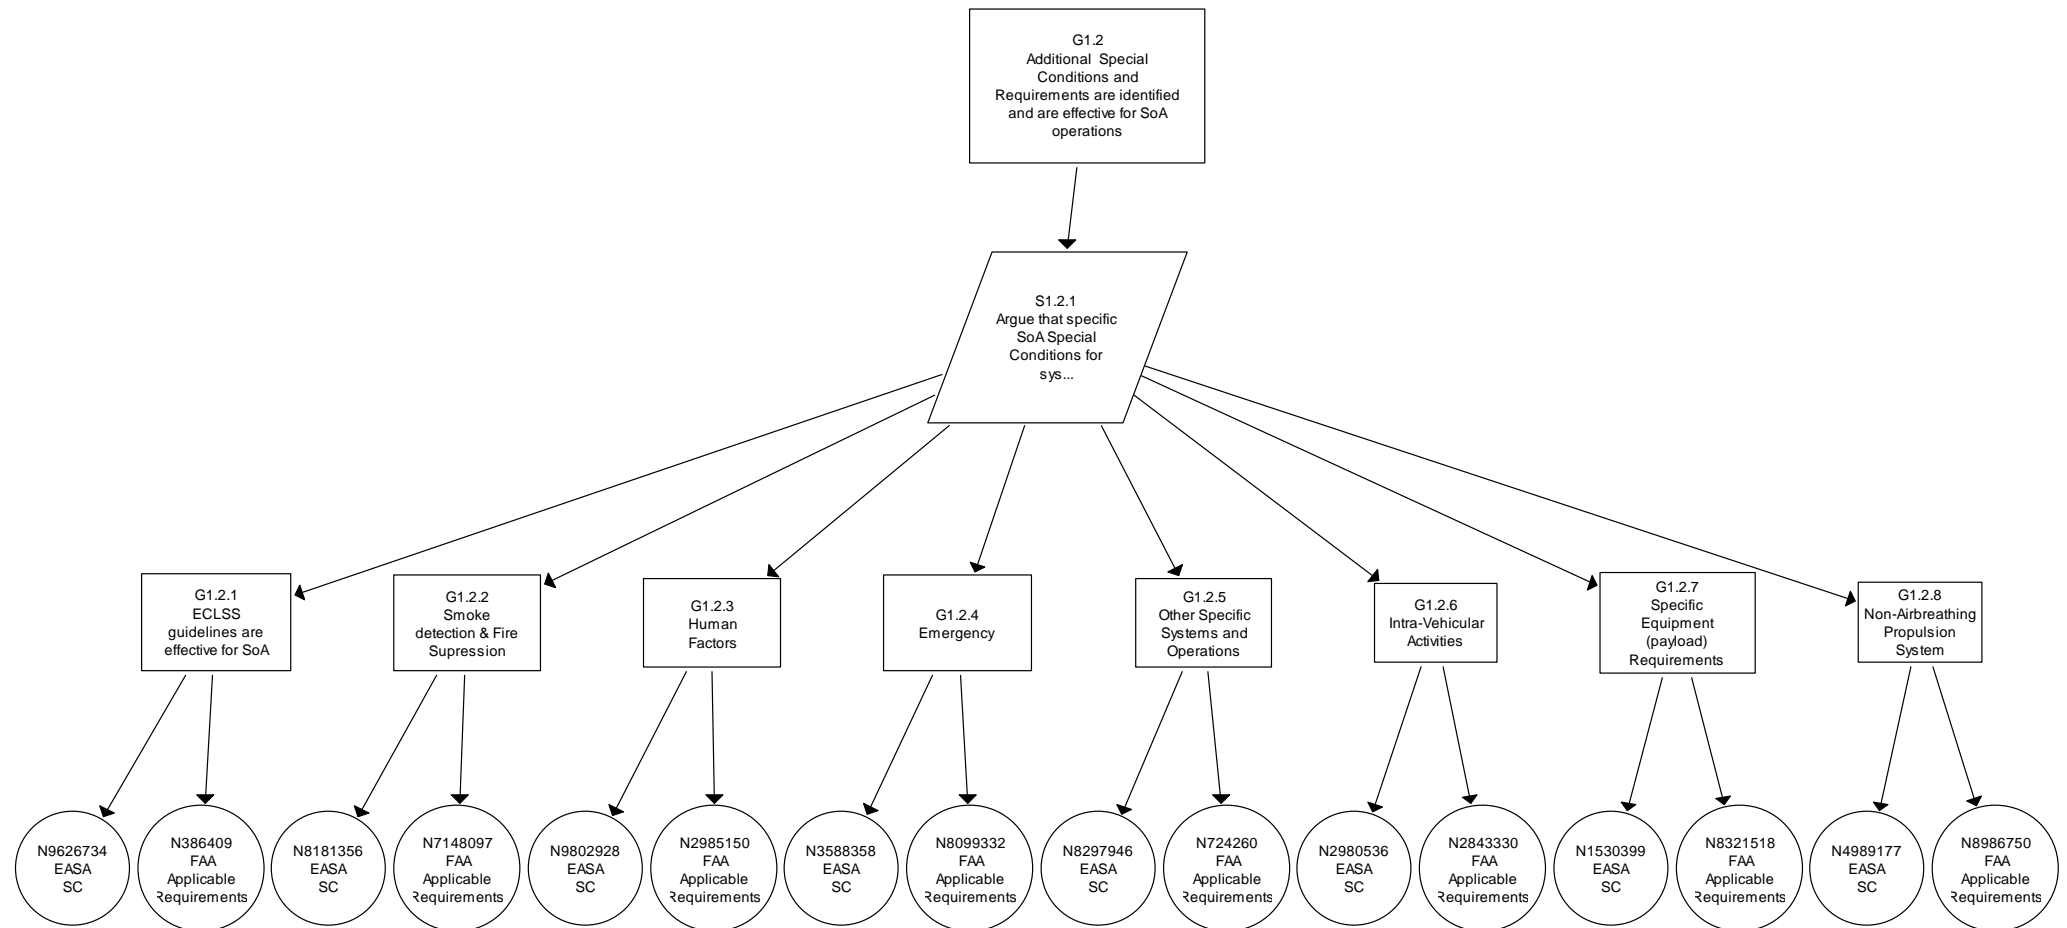 G1.2
Additional Special
Conditions and
Requirements are identified
and are effective for SoA
operations
S1.2.1
Argue that specific
SoA Special
Conditions for
sys...
G1.2.1
ECLSS
guidelines are
effective for SoA
G1.2.2
Smoke
detection & Fire
Supression
G1.2.3
Human
Factors
G1.2.4
Emergency
G1.2.5
Other Specific
Systems and
Operations
G1.2.6
Intra-Vehicular
Activities
G1.2.7
Specific
Equipment
(payload)
Requirements
G1.2.8
Non-Airbreathing
Propulsion
System
N9626734
EASA
SC
N386409
FAA
Applicable
Requirements
N8181356
EASA
SC
N7148097
FAA
Applicable
Requirements
N9802928
EASA
SC
N2985150
FAA
Applicable
Requirements
N3588358
EASA
SC
N8099332
FAA
Applicable
Requirements
N8297946
EASA
SC
N724260
FAA
Applicable
Requirements
N2980536
EASA
SC
N2843330
FAA
Applicable
Requirements
N1530399
EASA
SC
N8321518
FAA
Applicable
Requirements
N4989177
EASA
SC
N8986750
FAA
Applicable
Requirements